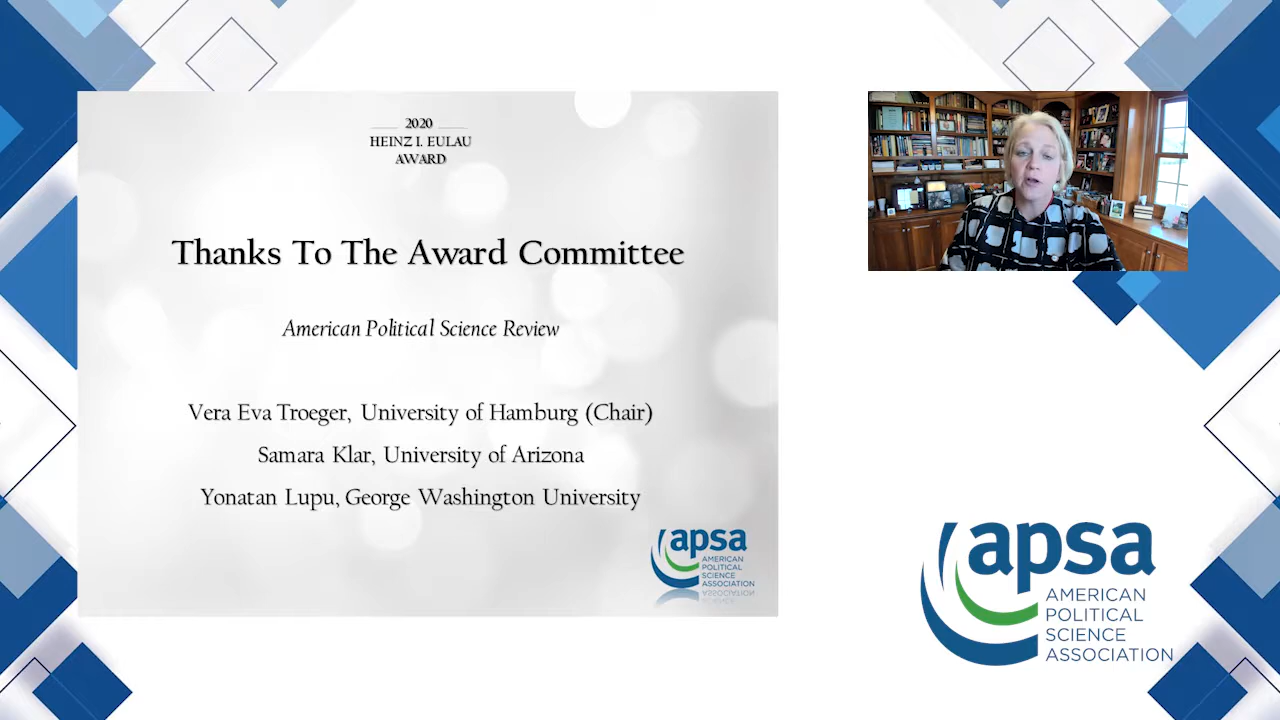 2020
HEINZ I. EULAU
AWARD
Thanks To The Award Committee
American Political Science Review
Vera Eva Troeger, University of Hamburg (Chair)
Samara Klar, University of Arizona
Yonatan Lupu, George Washington University
apsa
AMERICAN
POLITICAL
SCIENCE
ASSOCIATION
apsa
AMERICAN
POLITICAL
SCIENCE
ASSOCIATION